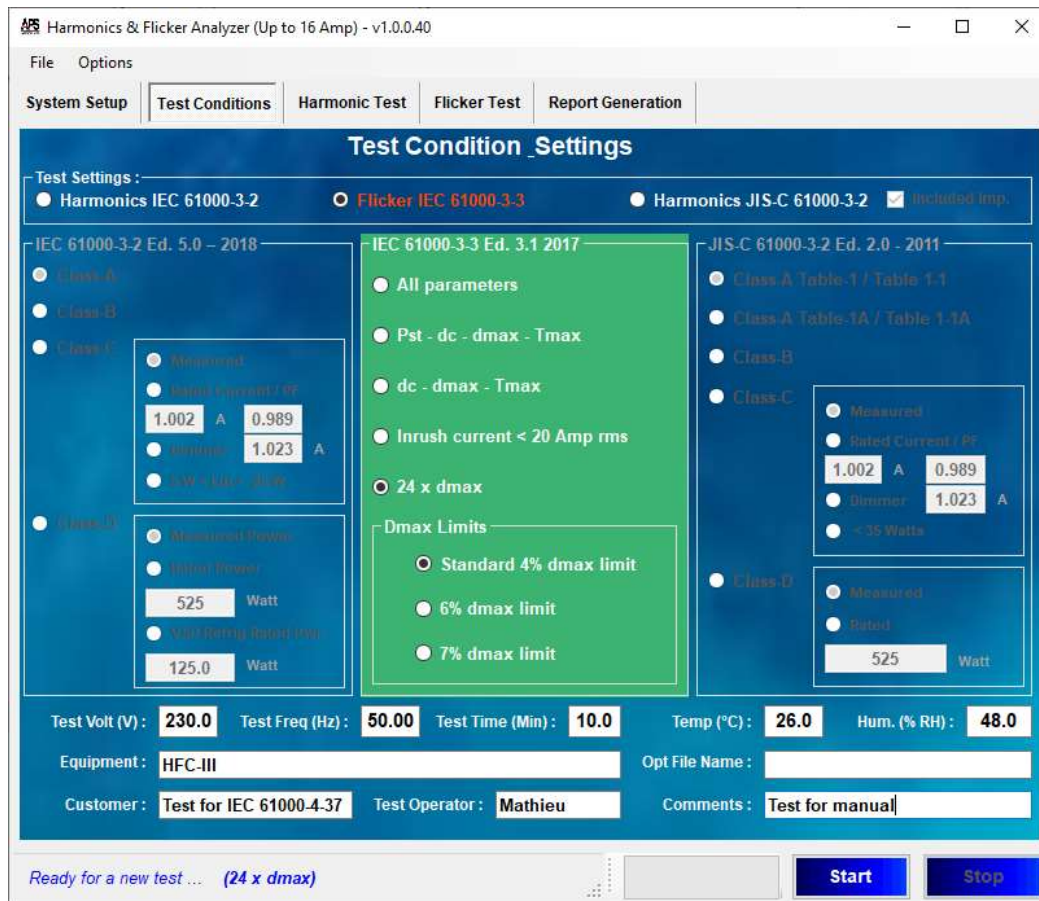 APS Harmonics & Flicker Analyzer (Up to 16 Amp) - v1.0.0.40
File Options
System Setup Test Conditions Harmonic Test Flicker Test Report Generation
Test Condition _Settings
Test Settings :
Harmonics IEC 61000-3-2 Flicker IEC 61000-3-3 Harmonics JIS-C 61000-3-2 Included Imp.
IEC 61000-3-2 Ed. 5.0 – 2018
Class-A
Class-B
Class-C
Measured
Rated Current / PF
1.002 A 0.989
1.023 A
Class-D
Measured Power
Rated Power
525 Watt
125.0 Watt
IEC 61000-3-3 Ed. 3.1 2017
All parameters
Pst - dc - dmax - Tmax
dc - dmax - Tmax
Inrush current < 20 Amp rms
24 x dmax
Dmax Limits
Standard 4% dmax limit
6% dmax limit
7% dmax limit
JIS-C 61000-3-2 Ed. 2.0 - 2011
Class-A Table-1 / Table 1-1
Class-A Table-1A / Table 1-1A
Class-B
Class-C
Measured
Rated Current / PF
1.002 A 0.989
Dimmer 1.023 A
< 35 Watts
Class-D
Measured
Rated
525 Watt
Test Volt (V) : 230.0 Test Freq (Hz) : 50.00 Test Time (Min) : 10.0 Temp (°C) : 26.0 Hum. (% RH) : 48.0
Equipment : HFC-III Opt File Name :
Customer : Test for IEC 61000-4-37 Test Operator : Mathieu Comments : Test for manual
Ready for a new test ... (24 x dmax) Start Stop